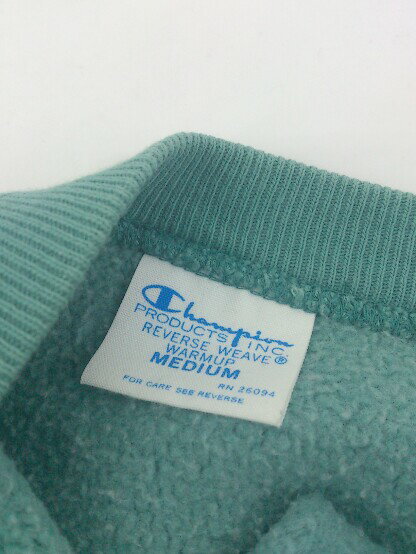 Champion
PRODUCTS INC
REVERSE WEAVE®
WARMUP
MEDIUM
RN 26094
FOR CARE SEE REVERSE